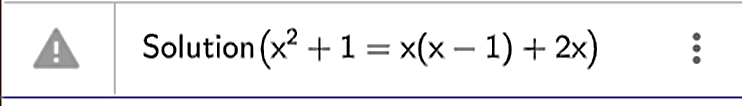 Solution(x² + 1 = x(x − 1) + 2x)